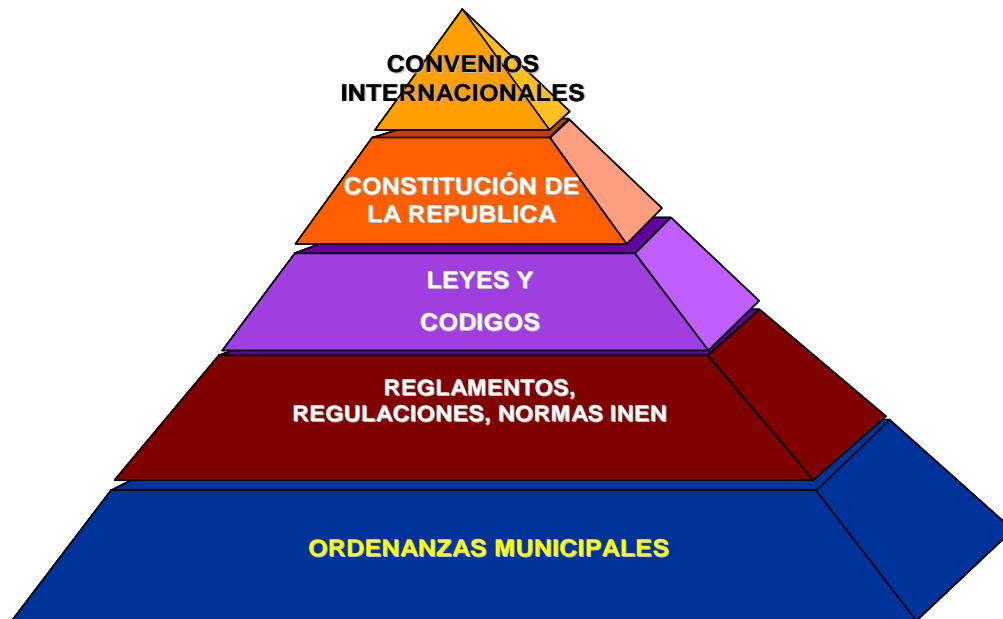 CONVENIOS
INTERNACIONALES
CONSTITUCIÓN DE
LA REPUBLICA
LEYES Y
CODIGOS
REGLAMENTOS,
REGULACIONES, NORMAS INEN
ORDENANZAS MUNICIPALES